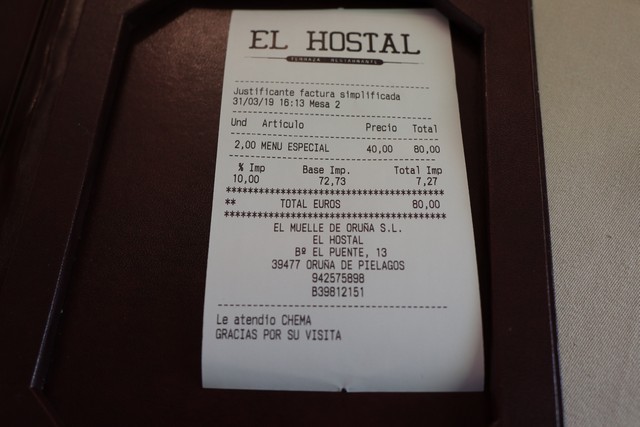 EL HOSTAL
TERRAZA RESTAURANTE
Justificante factura simplificada
31/03/19 16:13 Mesa 2
Und Articulo Precio Total
2,00 MENU ESPECIAL 40,00 80,00
% Imp Base Imp. Total Imp
10,00 72,73 7,27
** TOTAL EUROS 80,00
EL MUELLE DE ORUÑA S.L.
EL HOSTAL
Bº EL PUENTE, 13
39477 ORUÑA DE PIELAGOS
942575898
B39812151
Le atendio CHEMA
GRACIAS POR SU VISITA